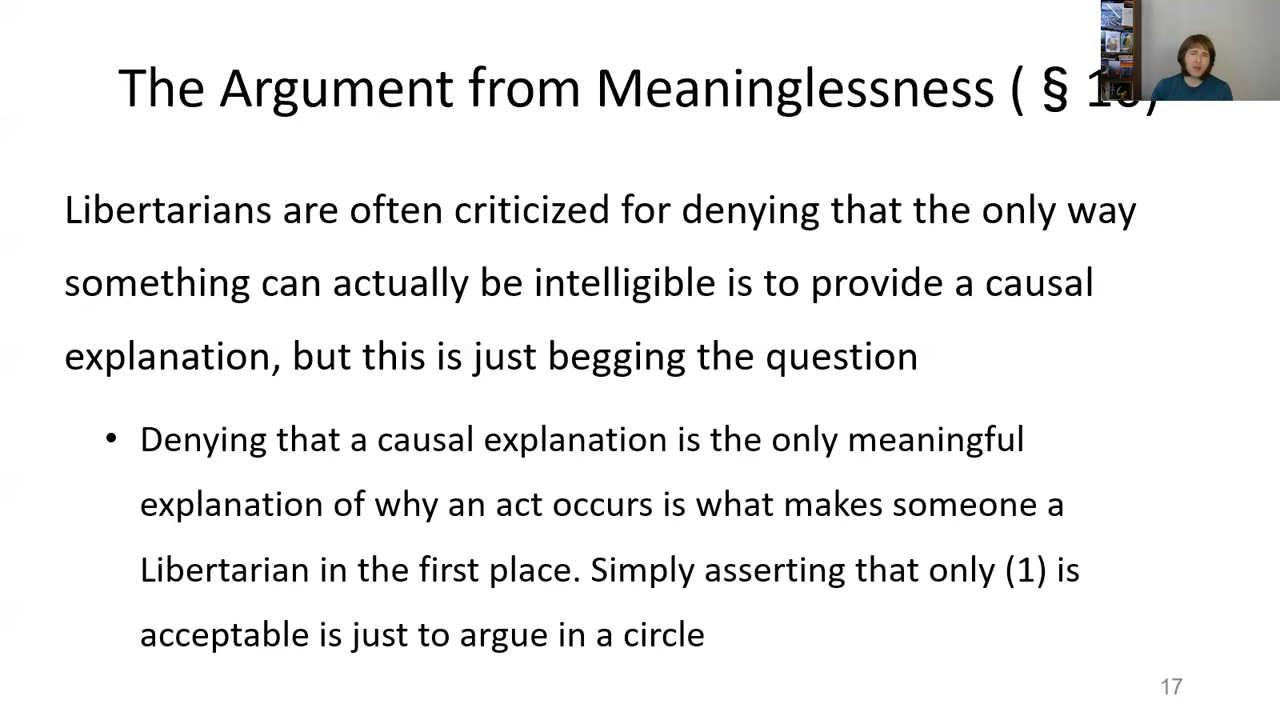 The Argument from Meaninglessness ( §
Libertarians are often criticized for denying that the only way
something can actually be intelligible is to provide a causal
explanation, but this is just begging the question
• Denying that a causal explanation is the only meaningful
explanation of why an act occurs is what makes someone a
Libertarian in the first place. Simply asserting that only (1) is
acceptable is just to argue in a circle
17